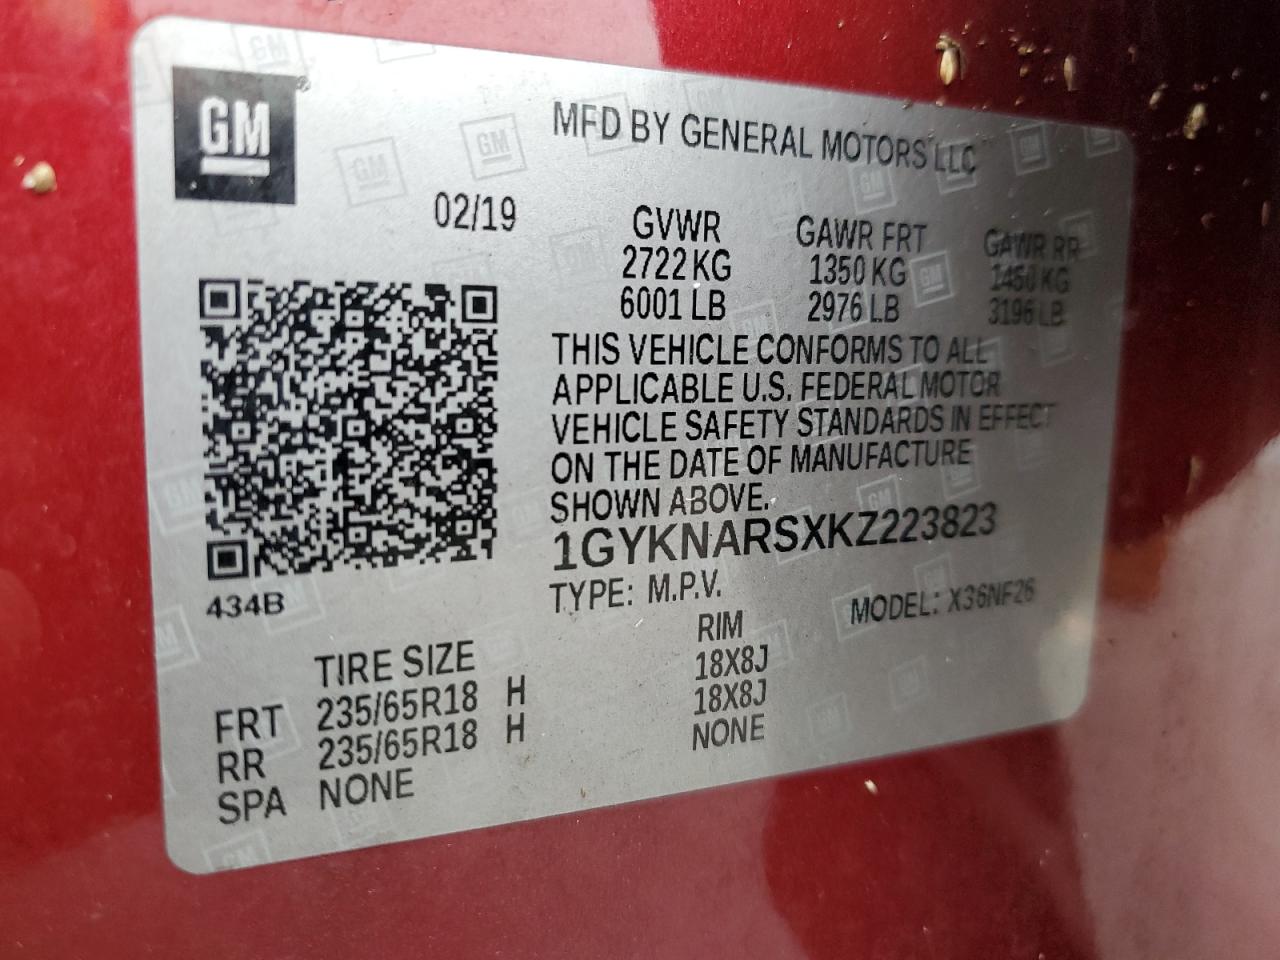 GM
MFD BY GENERAL MOTORS LLC
02/19
GVWR GAWR FRT GAWR RR
2722 KG 1350 KG 1450 KG
6001 LB 2976 LB 3196 LB
THIS VEHICLE CONFORMS TO ALL
APPLICABLE U.S. FEDERAL MOTOR
VEHICLE SAFETY STANDARDS IN EFFECT
ON THE DATE OF MANUFACTURE
SHOWN ABOVE.
1GYKNARSXKZ223823
TYPE: M.P.V. MODEL: X36NF26
434B
TIRE SIZE RIM
FRT 235/65R18 H 18X8J
RR 235/65R18 H 18X8J
SPA NONE NONE